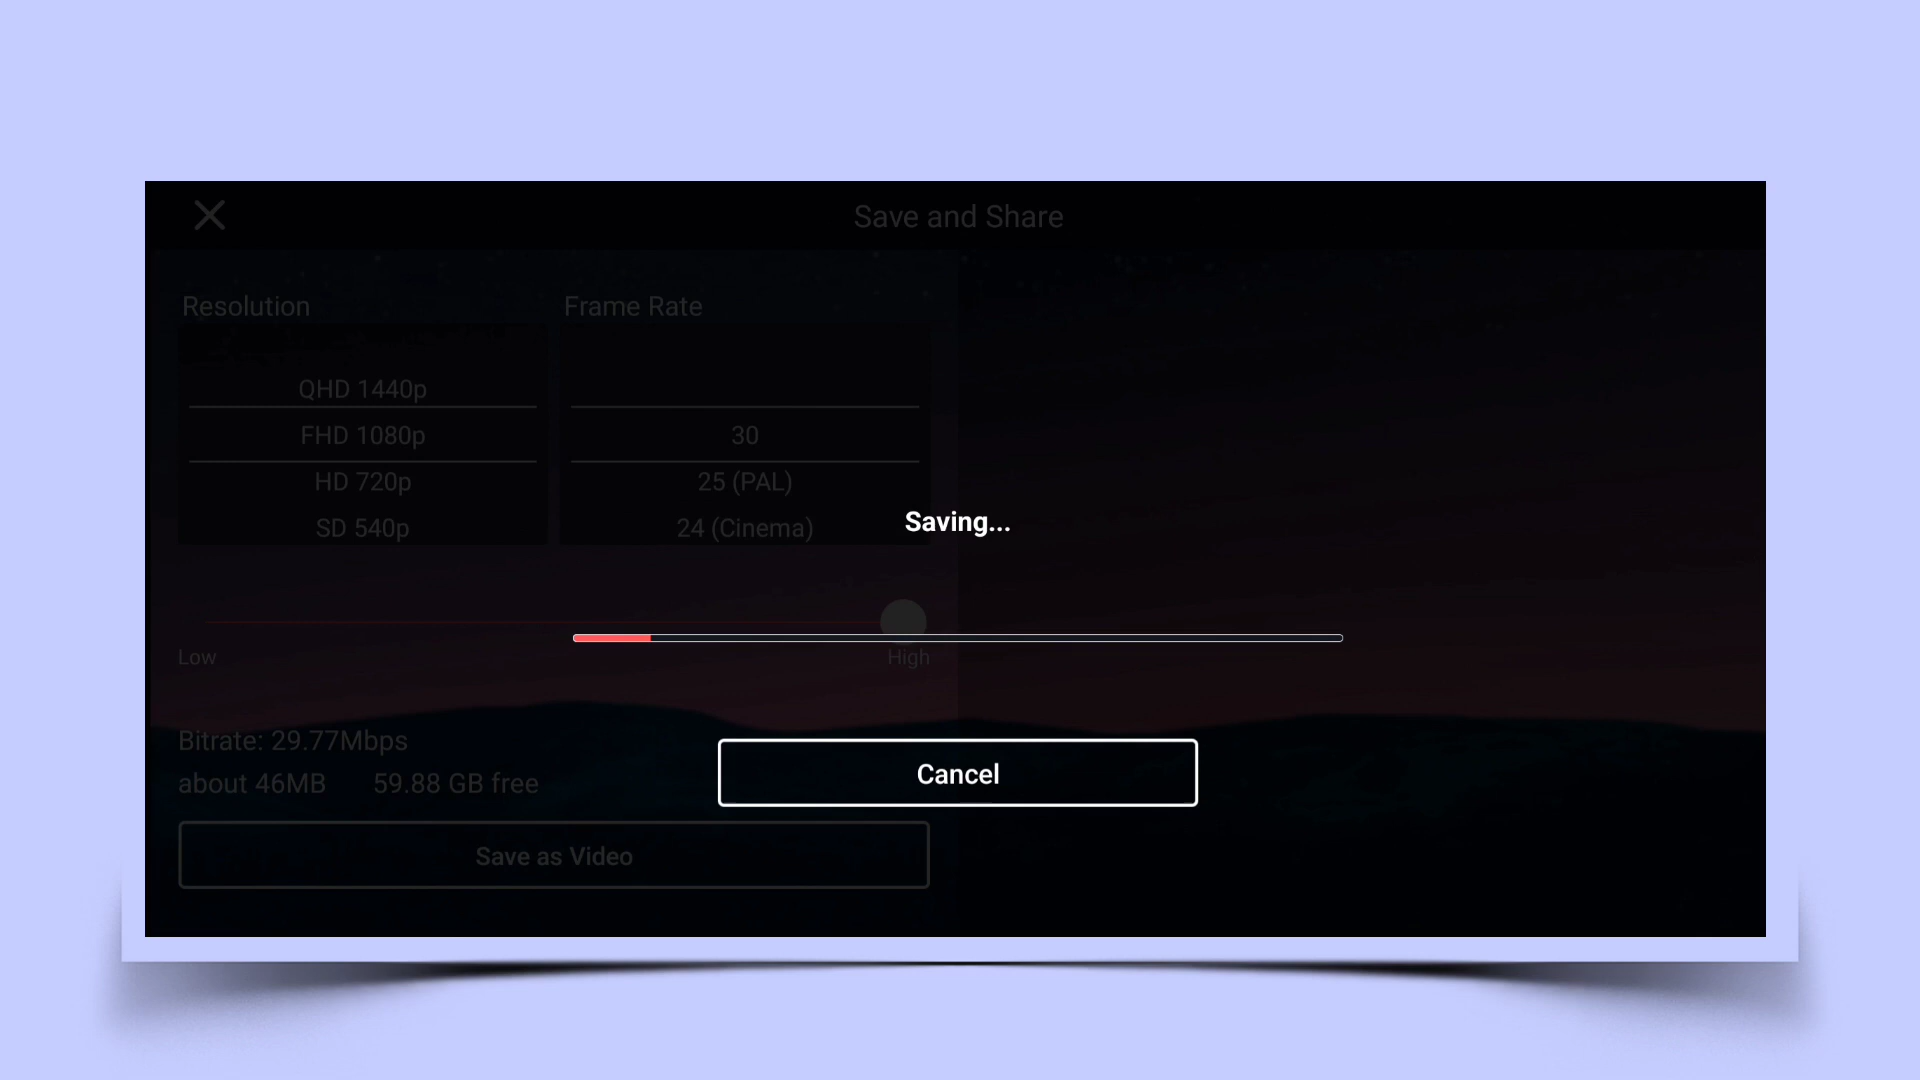 Save and Share
Resolution
Frame Rate
QHD 1440p
FHD 1080p
30
HD 720p
25 (PAL)
SD 540p
24 (Cinema)
Saving...
Low
High
Bitrate: 29.77Mbps
about 46MB 59.88 GB free
Cancel
Save as Video